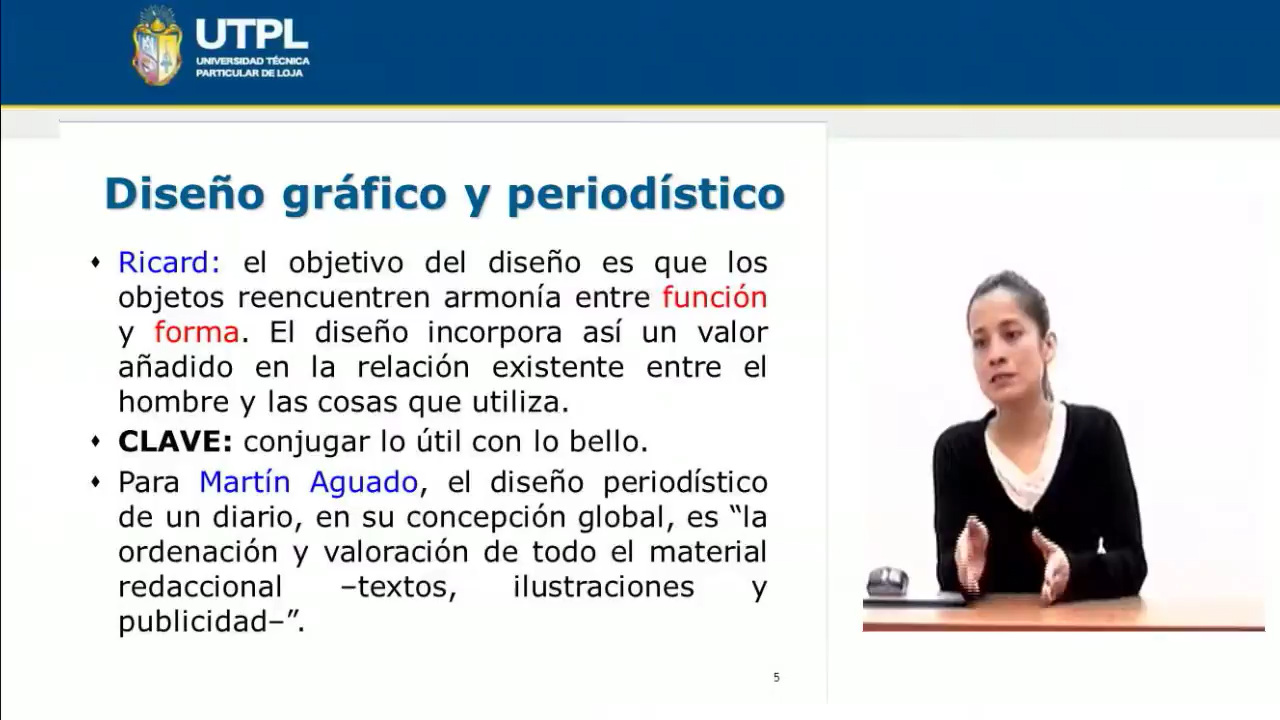 UTPL
UNIVERSIDAD TÉCNICA
PARTICULAR DE LOJA
Diseño gráfico y periodístico
Ricard: el objetivo del diseño es que los
objetos reencuentren armonía entre función
y forma. El diseño incorpora así un valor
añadido en la relación existente entre el
hombre y las cosas que utiliza.
CLAVE: conjugar lo útil con lo bello.
Para Martín Aguado, el diseño periodístico
de un diario, en su concepción global, es “la
ordenación y valoración de todo el material
redaccional –textos, ilustraciones y
publicidad–”.
5